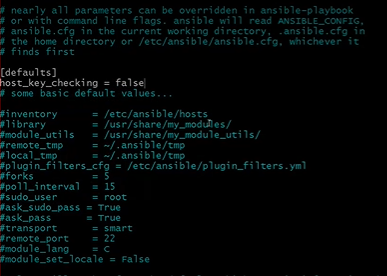 # nearly all parameters can be overridden in ansible-playbook
# or with command line flags. ansible will read ANSIBLE_CONFIG,
# ansible.cfg in the current working directory, .ansible.cfg in
# the home directory or /etc/ansible/ansible.cfg, whichever it
# finds first
[defaults]
host_key_checking = false
# some basic default values...
#inventory = /etc/ansible/hosts
#library = /usr/share/my_modules/
#module_utils = /usr/share/my_module_utils/
#remote_tmp = ~/.ansible/tmp
#local_tmp = ~/.ansible/tmp
#plugin_filters_cfg = /etc/ansible/plugin_filters.yml
#forks = 5
#poll_interval = 15
#sudo_user = root
#ask_sudo_pass = True
#ask_pass = True
#transport = smart
#remote_port = 22
#module_lang = C
#module_set_locale = False